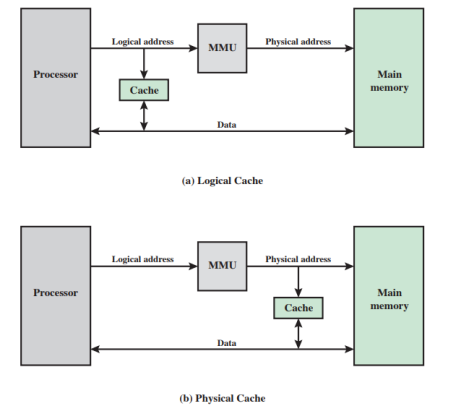 Logical address
MMU
Physical address
Processor
Cache
Main
memory
Data
(a) Logical Cache
Logical address
MMU
Physical address
Processor
Cache
Main
memory
Data
(b) Physical Cache